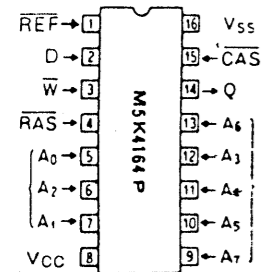 REF 1 16 VSS
D 2 15 CAS
W 3 14 Q
RAS 4 13 A6
A0 5 12 A3
A2 6 11 A4
A1 7 10 A5
VCC 8 9 A7
M5K4164P